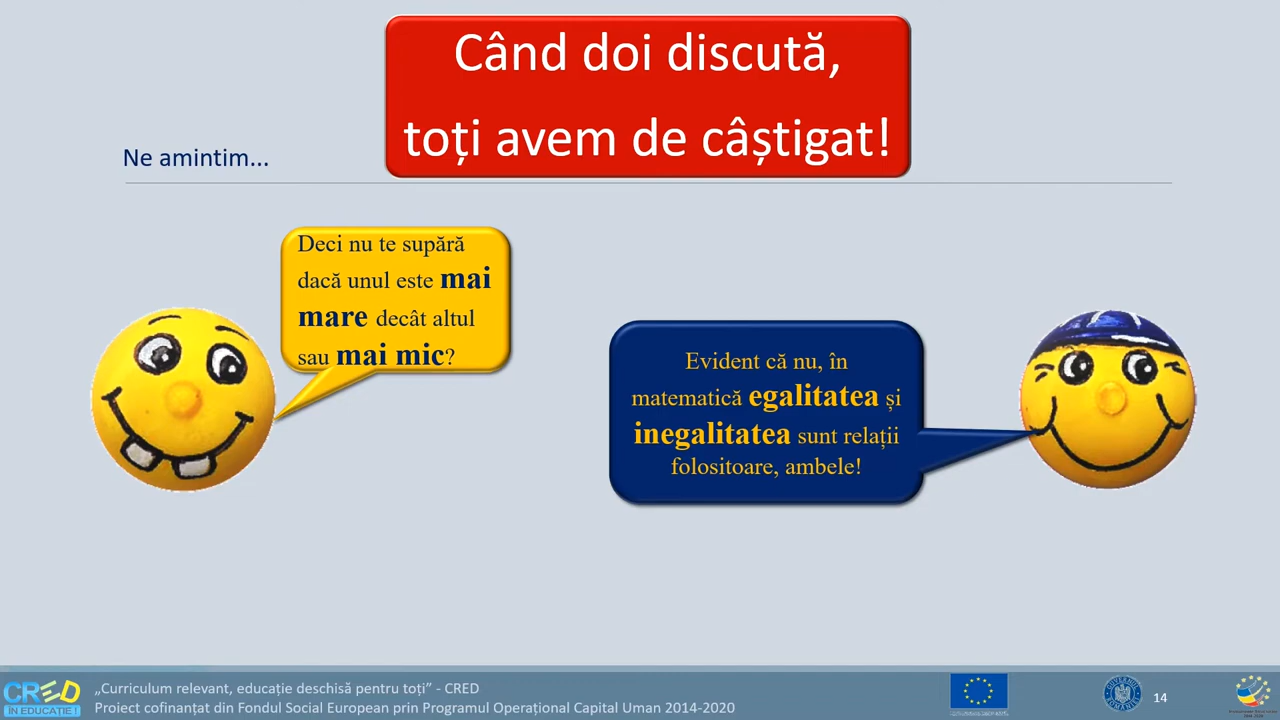 Când doi discută,
toți avem de câștigat!
Ne amintim...
Deci nu te supără
dacă unul este mai
mare decât altul
sau mai mic?
Evident că nu, în
matematică egalitatea și
inegalitatea sunt relații
folositoare, ambele!
CRED
ÎN EDUCAȚIE !
„Curriculum relevant, educație deschisă pentru toți” - CRED
Proiect cofinanțat din Fondul Social European prin Programul Operațional Capital Uman 2014-2020
14